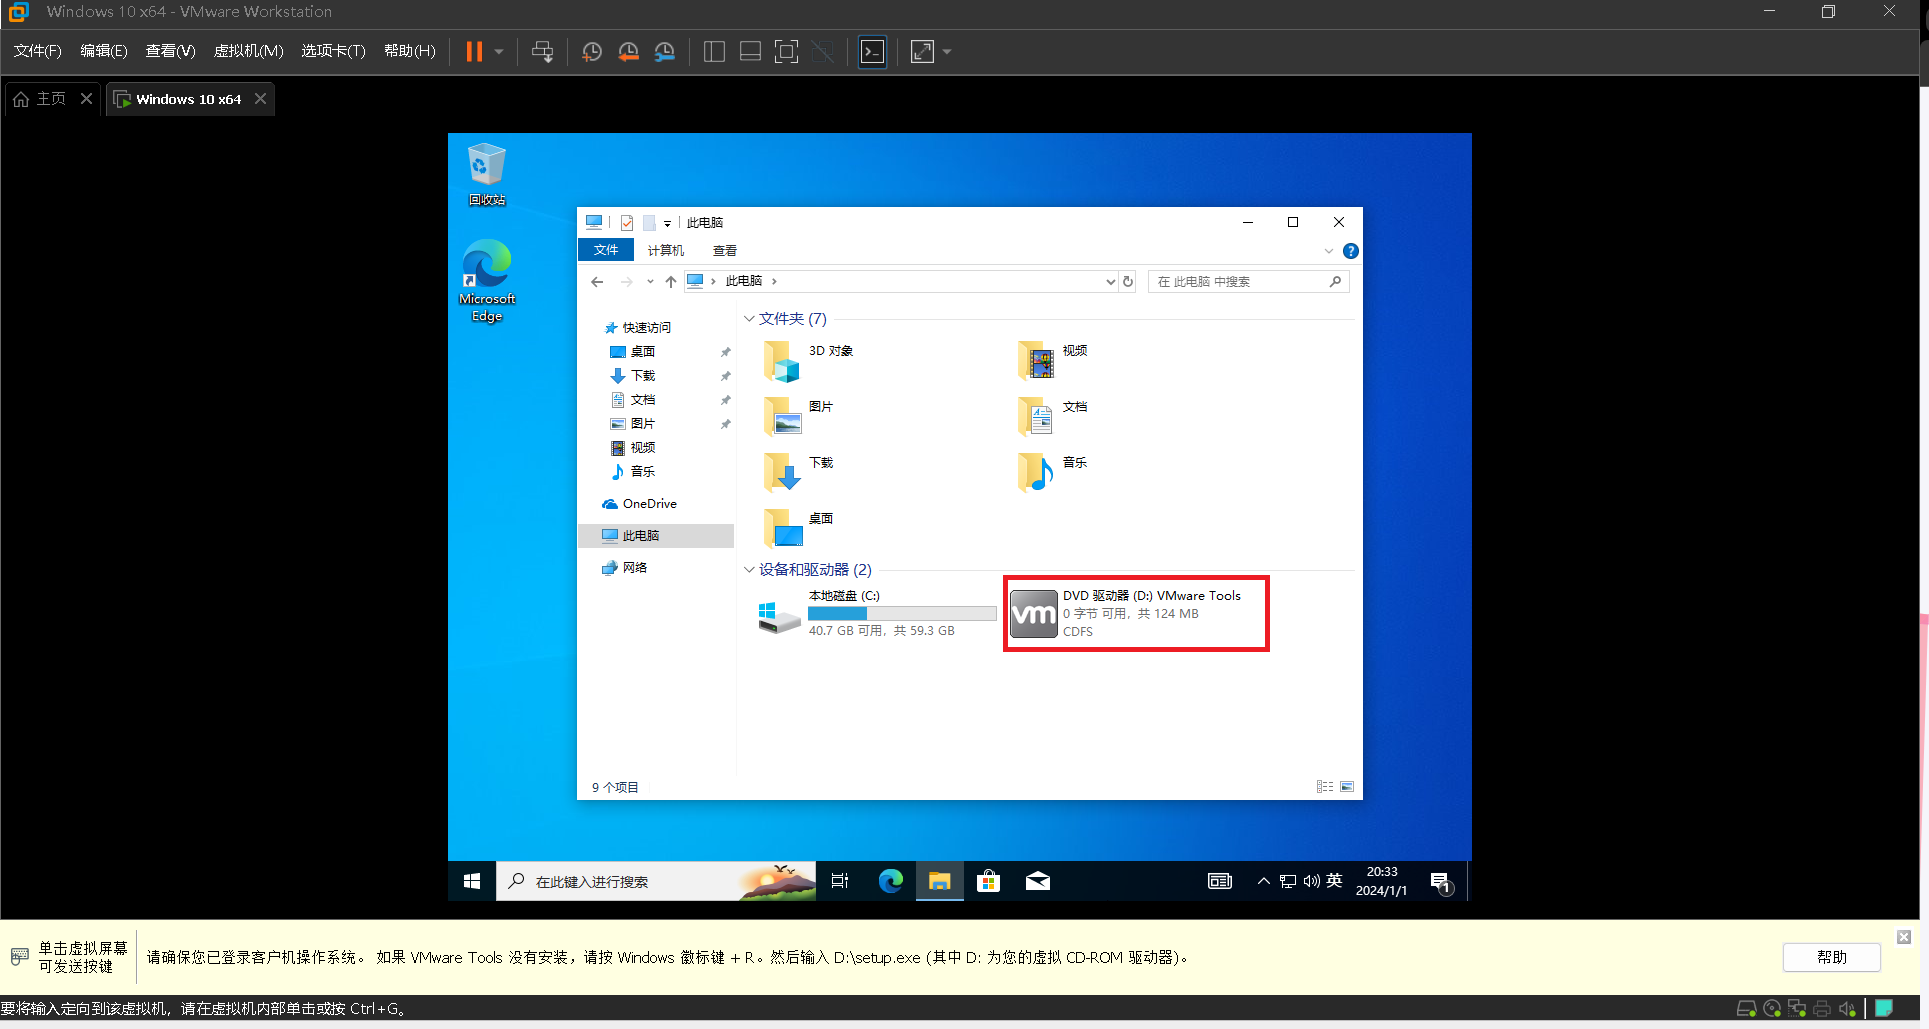 Windows 10 x64 - VMware Workstation
文件(F) 编辑(E) 查看(V) 虚拟机(M) 选项卡(T) 帮助(H)
主页
Windows 10 x64
回收站
Microsoft
Edge
此电脑
文件 计算机 查看
此电脑
在 此电脑 中搜索
快速访问
桌面
下载
文档
图片
视频
音乐
OneDrive
此电脑
网络
文件夹 (7)
3D 对象
视频
图片
文档
下载
音乐
桌面
设备和驱动器 (2)
本地磁盘 (C:)
40.7 GB 可用，共 59.3 GB
vm
DVD 驱动器 (D:) VMware Tools
0 字节 可用，共 124 MB
CDFS
9 个项目
在此键入进行搜索
英
20:33
2024/1/1
1
单击虚拟屏幕
可发送按键
请确保您已登录客户机操作系统。 如果 VMware Tools 没有安装，请按 Windows 徽标键 + R。然后输入 D:\setup.exe (其中 D: 为您的虚拟 CD-ROM 驱动器)。
帮助
要将输入定向到该虚拟机，请在虚拟机内部单击或按 Ctrl+G。